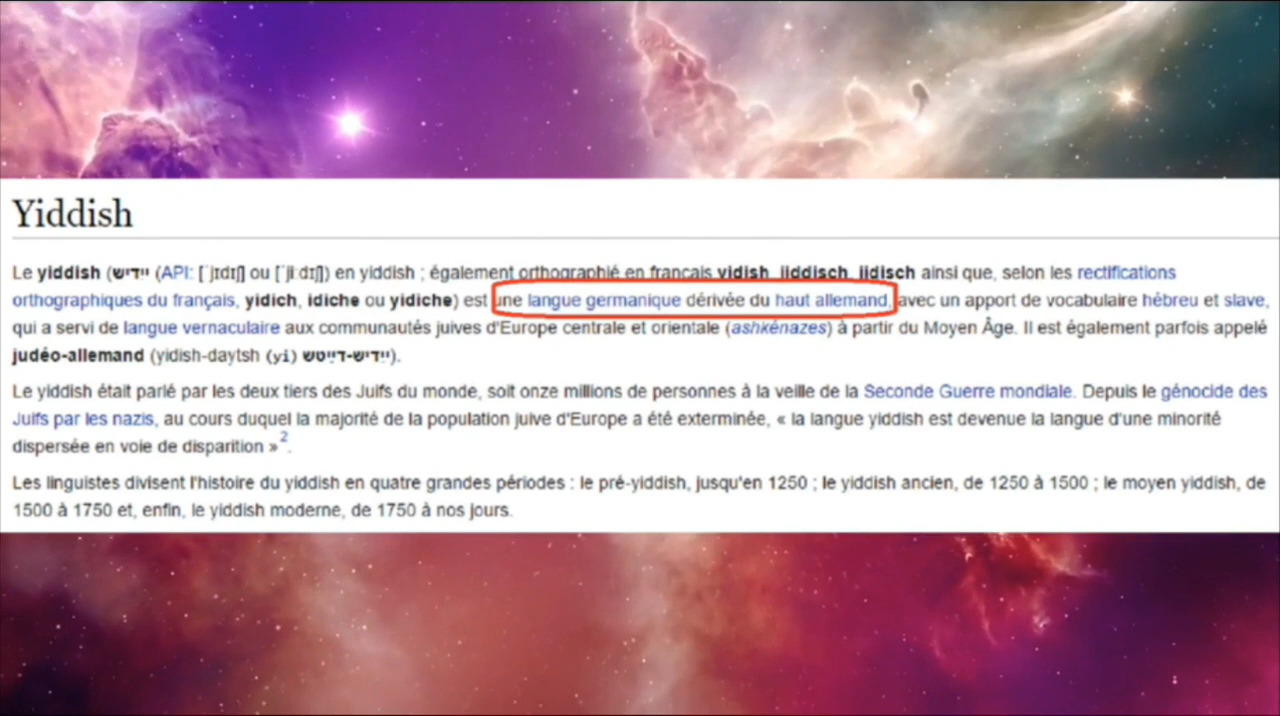 Yiddish
Le yiddish (ייִדיש (API: [ˈjɪdɪʃ] ou [ˈji dɪʃ]) en yiddish ; également orthographié en français yidish, jiddisch, jidisch ainsi que, selon les rectifications
orthographiques du français, yidich, idiche ou yidiche) est une langue germanique dérivée du haut allemand, avec un apport de vocabulaire hébreu et slave,
qui a servi de langue vernaculaire aux communautés juives d'Europe centrale et orientale (ashkénazes) à partir du Moyen Âge. Il est également parfois appelé
judéo-allemand (yidish-daytsh (yi) ייִדיש-דײַטש).
Le yiddish était parlé par les deux tiers des Juifs du monde, soit onze millions de personnes à la veille de la Seconde Guerre mondiale. Depuis le génocide des
Juifs par les nazis, au cours duquel la majorité de la population juive d'Europe a été exterminée, « la langue yiddish est devenue la langue d'une minorité
dispersée en voie de disparition »2.
Les linguistes divisent l'histoire du yiddish en quatre grandes périodes : le pré-yiddish, jusqu'en 1250 ; le yiddish ancien, de 1250 à 1500 ; le moyen yiddish, de
1500 à 1750 et, enfin, le yiddish moderne, de 1750 à nos jours.